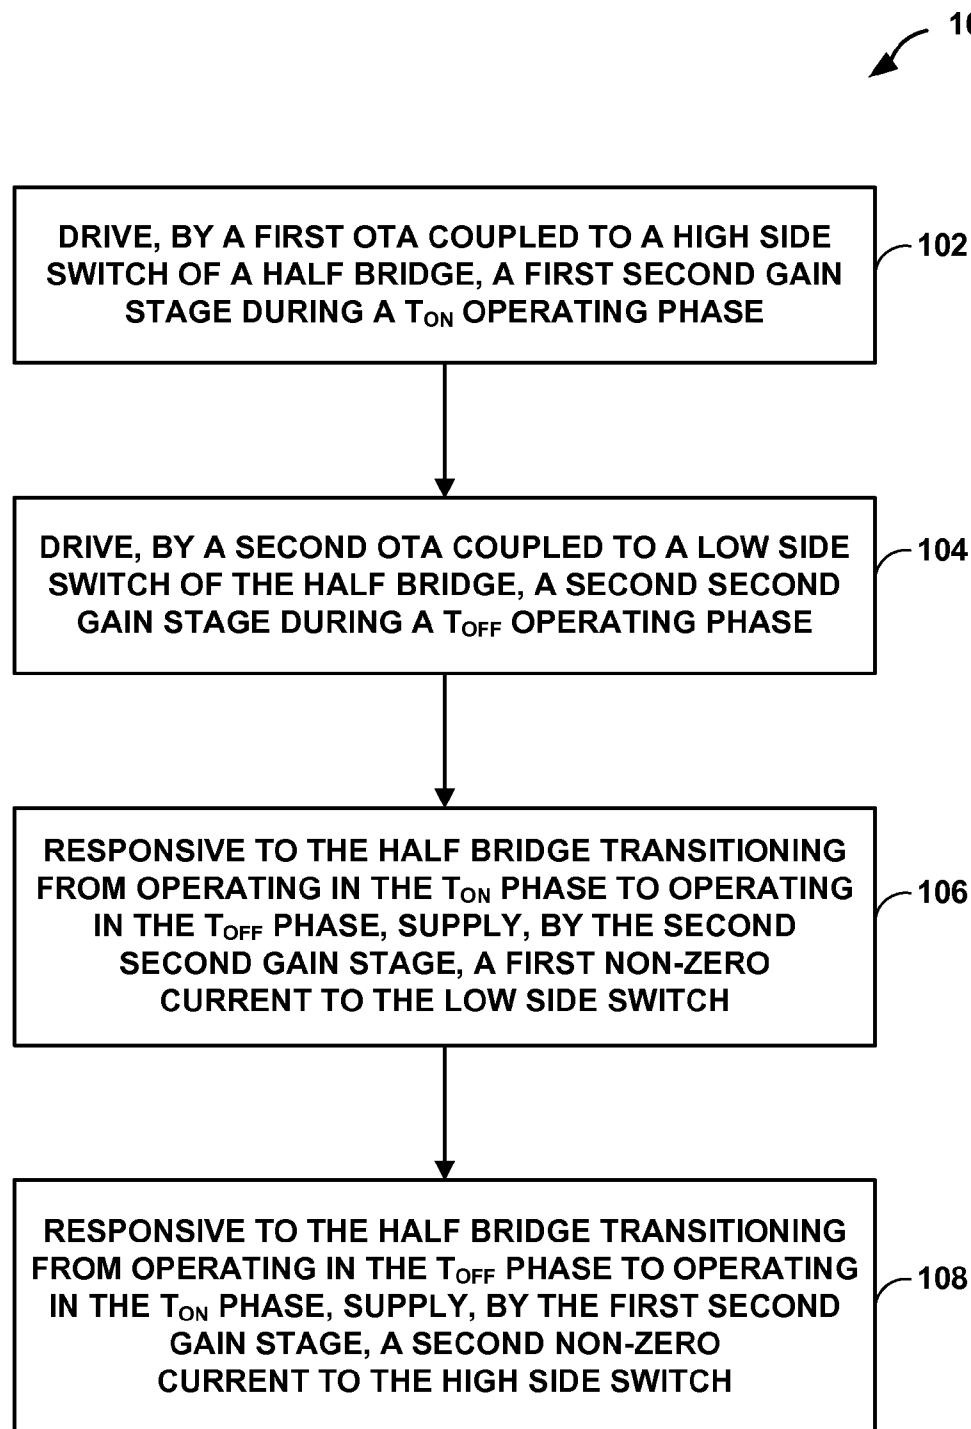 DRIVE, BY A FIRST OTA COUPLED TO A HIGH SIDE
SWITCH OF A HALF BRIDGE, A FIRST SECOND GAIN
STAGE DURING A TON OPERATING PHASE
102
DRIVE, BY A SECOND OTA COUPLED TO A LOW SIDE
SWITCH OF THE HALF BRIDGE, A SECOND SECOND
GAIN STAGE DURING A TOFF OPERATING PHASE
104
RESPONSIVE TO THE HALF BRIDGE TRANSITIONING
FROM OPERATING IN THE TON PHASE TO OPERATING
IN THE TOFF PHASE, SUPPLY, BY THE SECOND
SECOND GAIN STAGE, A FIRST NON-ZERO
CURRENT TO THE LOW SIDE SWITCH
106
RESPONSIVE TO THE HALF BRIDGE TRANSITIONING
FROM OPERATING IN THE TOFF PHASE TO OPERATING
IN THE TON PHASE, SUPPLY, BY THE FIRST SECOND
GAIN STAGE, A SECOND NON-ZERO
CURRENT TO THE HIGH SIDE SWITCH
108